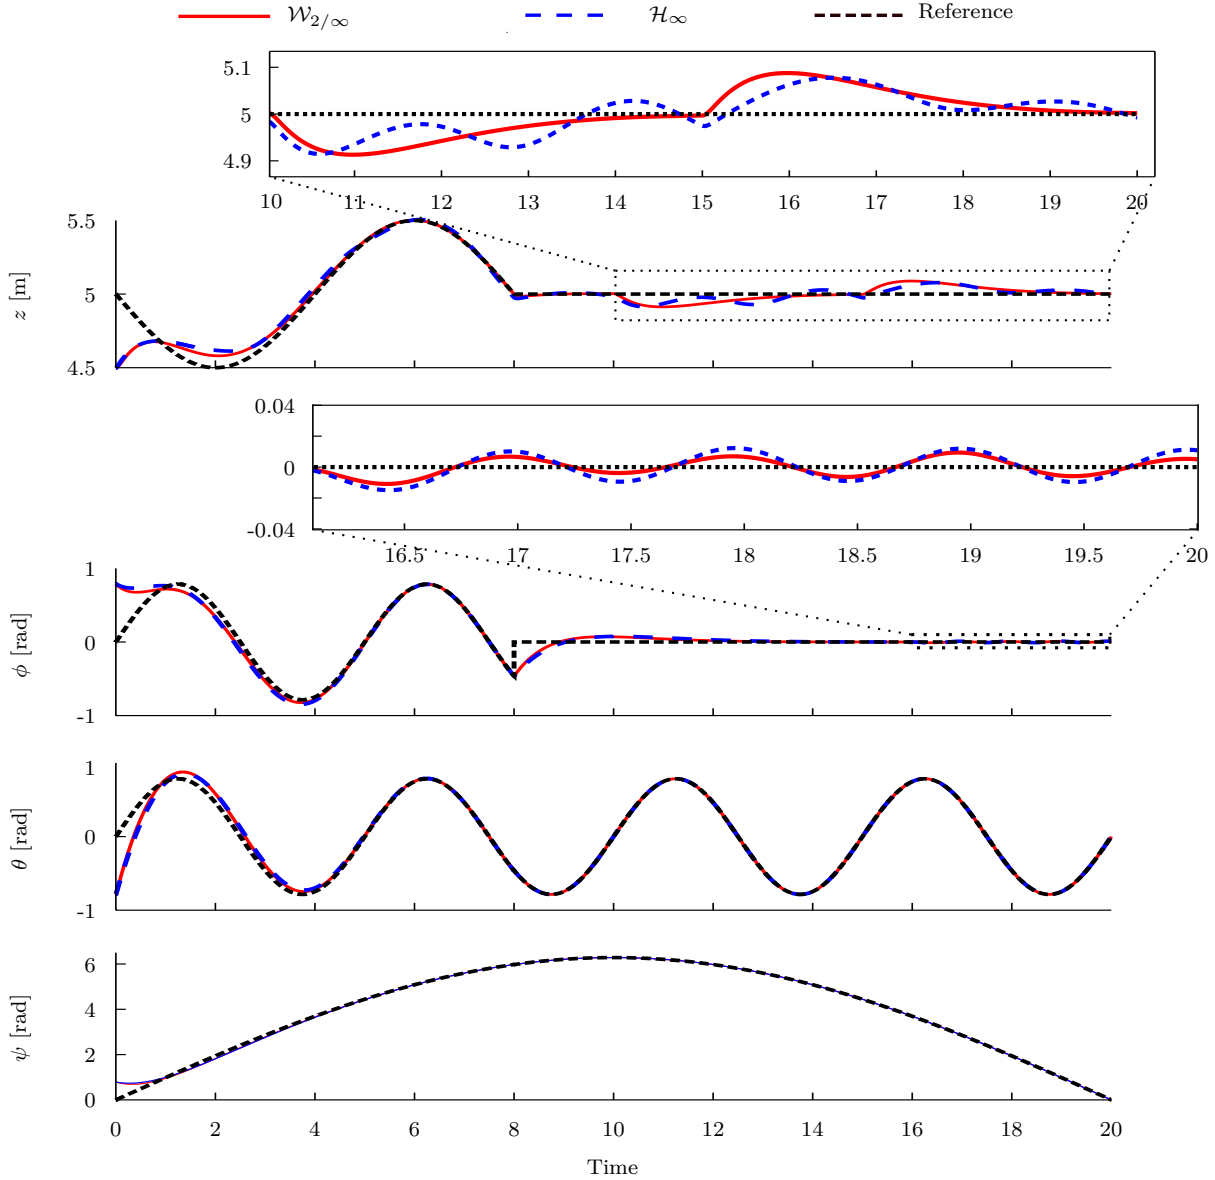 𝒲₂/∞ ℋ∞ Reference
5.1
5
4.9
10 11 12 13 14 15 16 17 18 19 20
5.5
5
4.5
z [m]
0.04
0
-0.04
16.5 17 17.5 18 18.5 19 19.5 20
1
0
-1
ϕ [rad]
1
0
-1
θ [rad]
6
4
2
0
ψ [rad]
0 2 4 6 8 10 12 14 16 18 20
Time